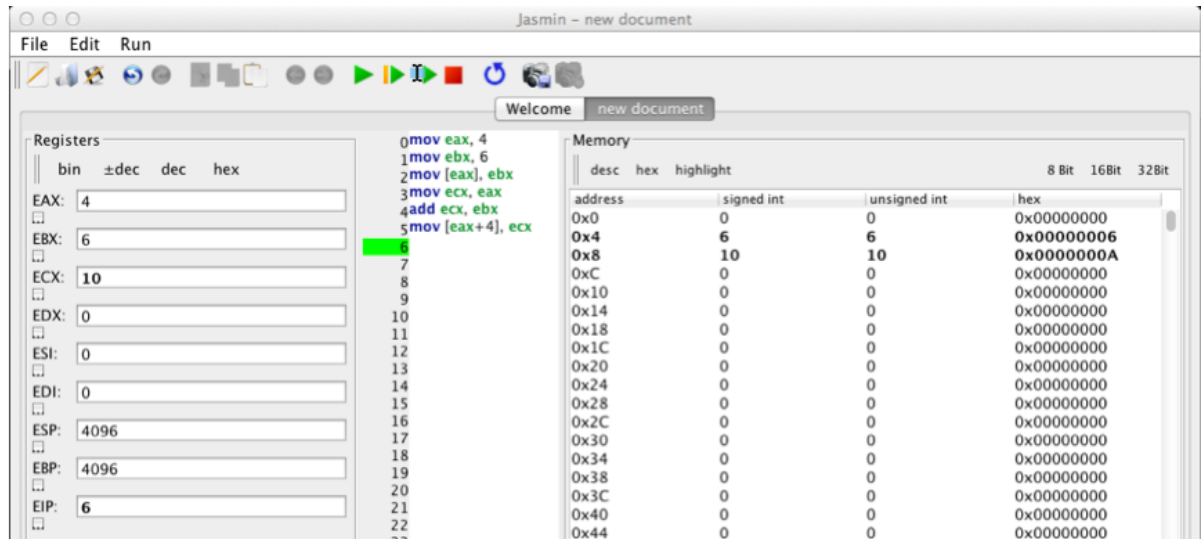 Jasmin – new document
File Edit Run
Welcome new document
Registers
bin ±dec dec hex
EAX: 4
EBX: 6
ECX: 10
EDX: 0
ESI: 0
EDI: 0
ESP: 4096
EBP: 4096
EIP: 6
0 mov eax, 4
1 mov ebx, 6
2 mov [eax], ebx
3 mov ecx, eax
4 add ecx, ebx
5 mov [eax+4], ecx
6
7
8
9
10
11
12
13
14
15
16
17
18
19
20
21
22
Memory
desc hex highlight 8 Bit 16Bit 32Bit
address signed int unsigned int hex
0x0 0 0 0x00000000
0x4 6 6 0x00000006
0x8 10 10 0x0000000A
0xC 0 0 0x00000000
0x10 0 0 0x00000000
0x14 0 0 0x00000000
0x18 0 0 0x00000000
0x1C 0 0 0x00000000
0x20 0 0 0x00000000
0x24 0 0 0x00000000
0x28 0 0 0x00000000
0x2C 0 0 0x00000000
0x30 0 0 0x00000000
0x34 0 0 0x00000000
0x38 0 0 0x00000000
0x3C 0 0 0x00000000
0x40 0 0 0x00000000
0x44 0 0 0x00000000